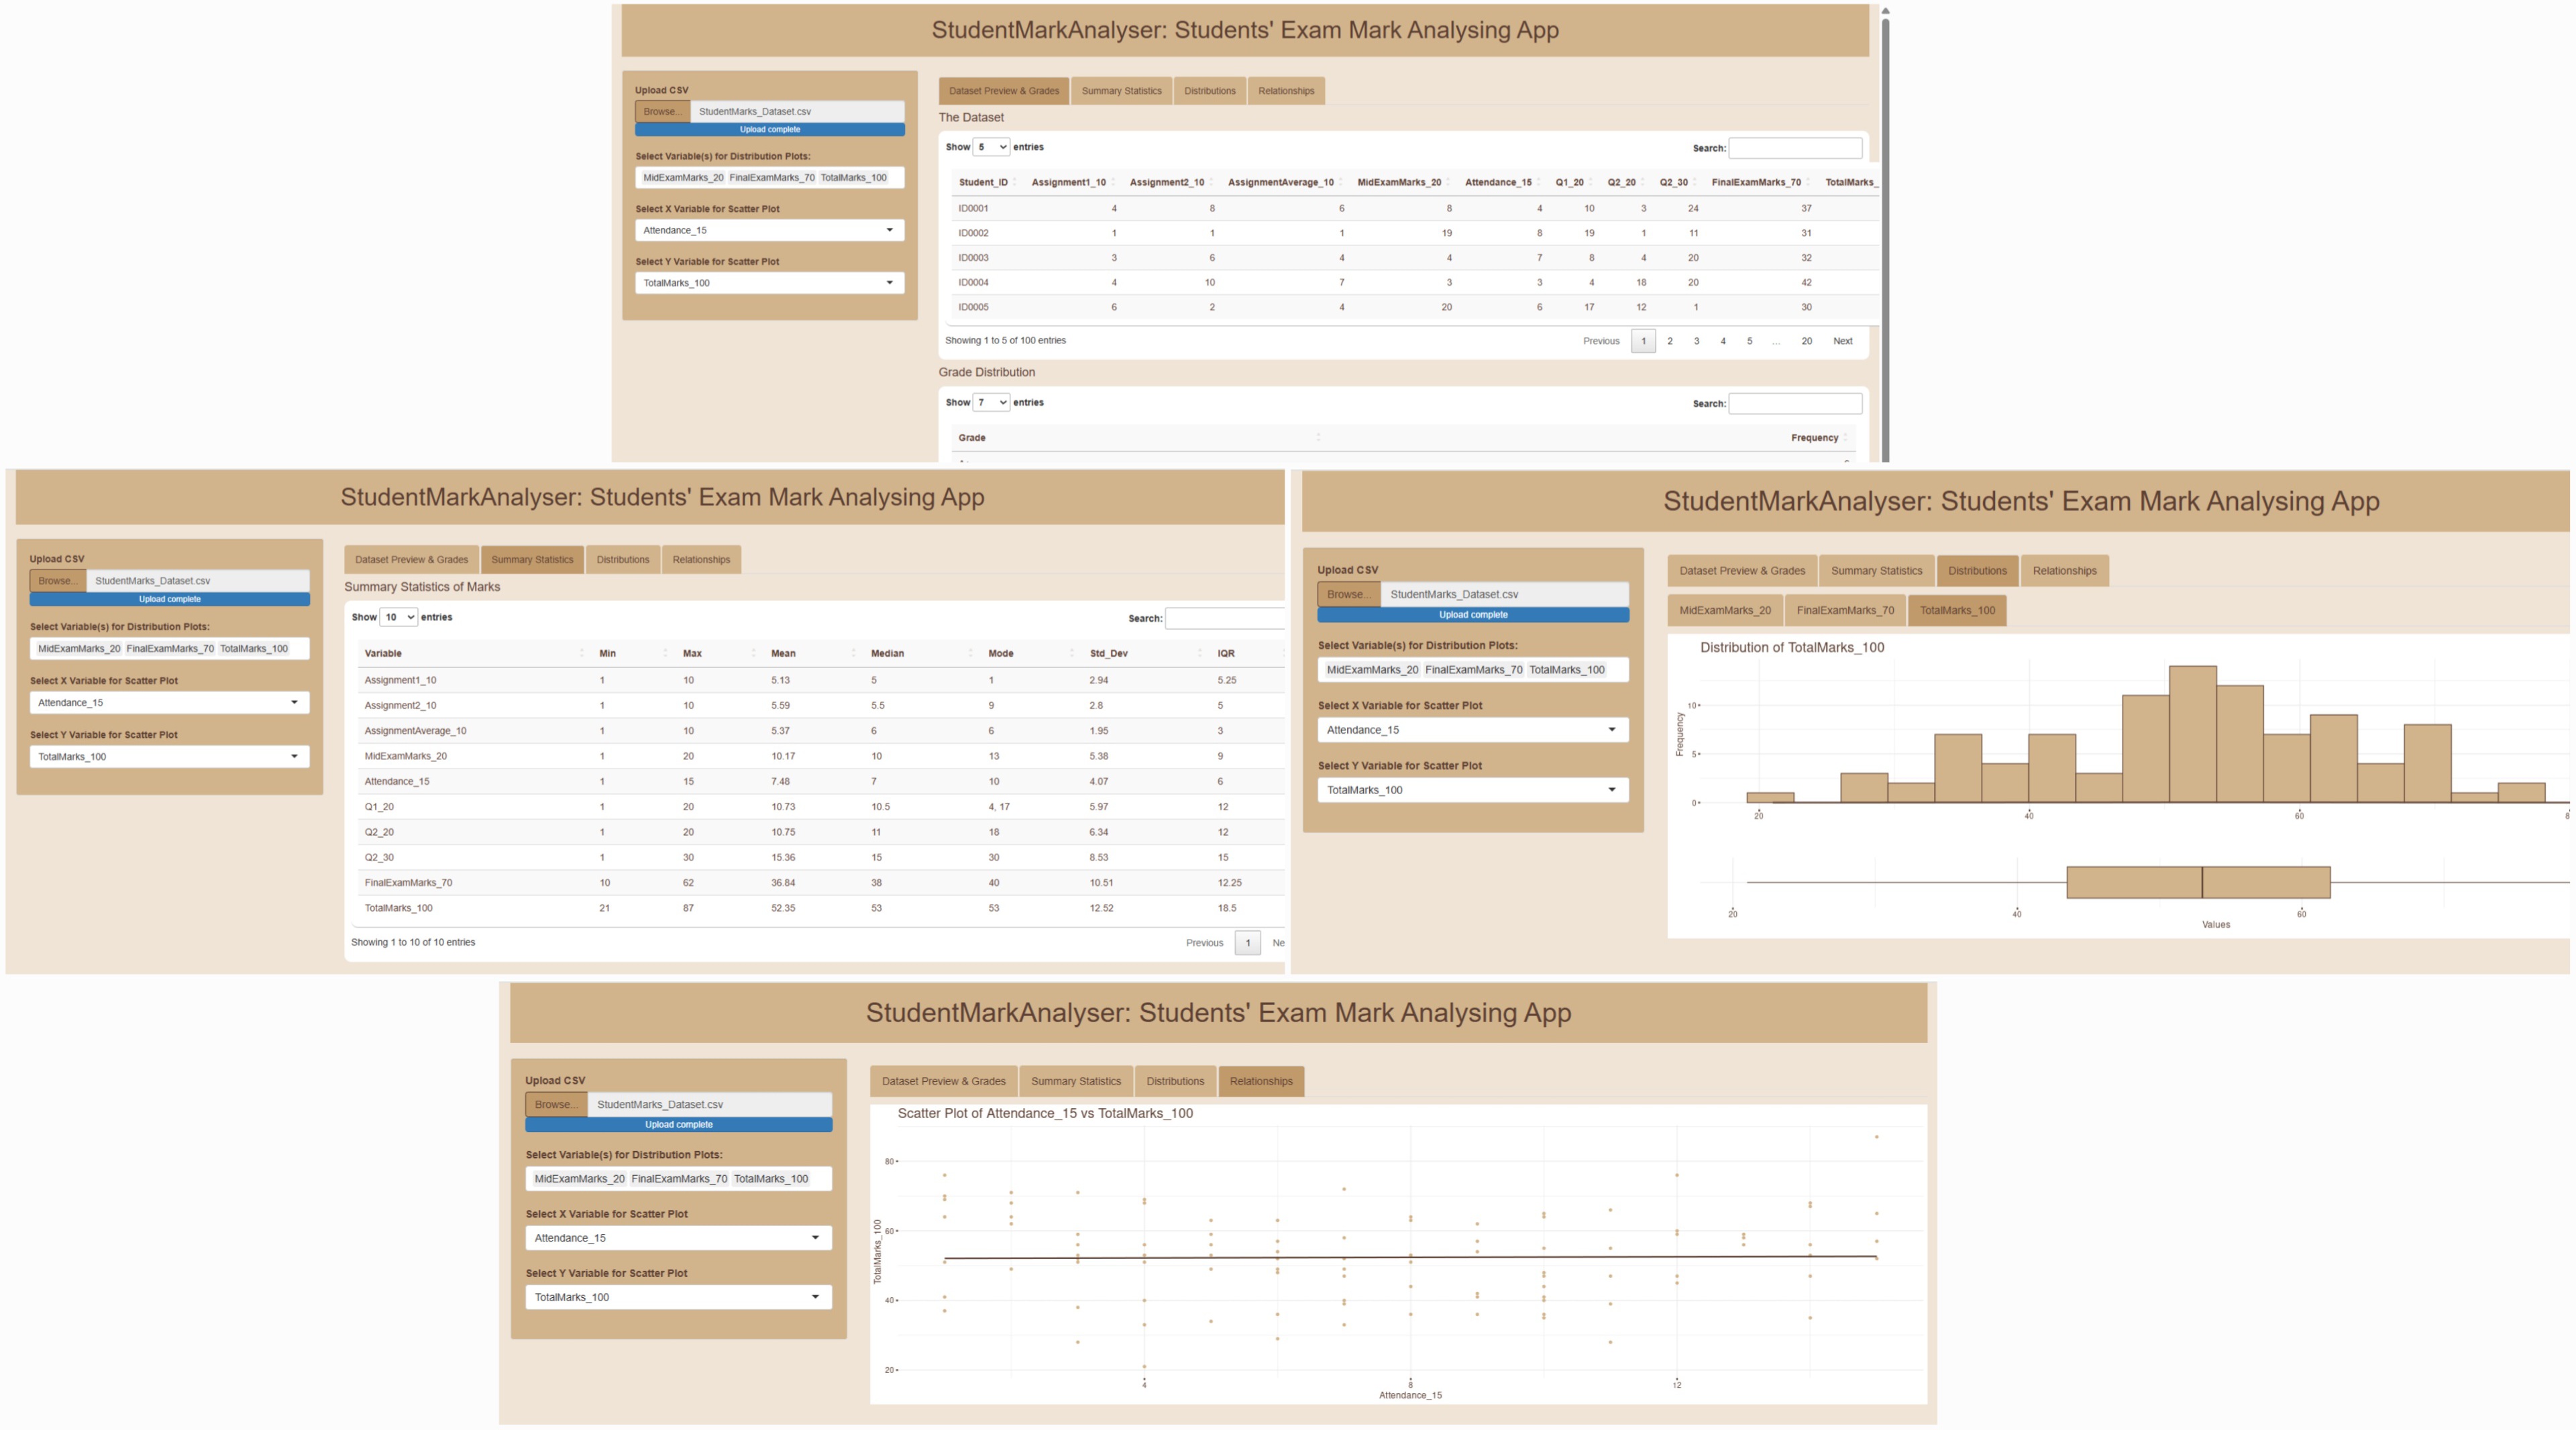 StudentMarkAnalyser: Students' Exam Mark Analysing App
Upload CSV
Browse... StudentMarks_Dataset.csv
Upload complete
Select Variable(s) for Distribution Plots:
MidExamMarks_20 FinalExamMarks_70 TotalMarks_100
Select X Variable for Scatter Plot
Attendance_15
Select Y Variable for Scatter Plot
TotalMarks_100
Dataset Preview & Grades Summary Statistics Distributions Relationships
The Dataset
Show 5 entries Search:
Student_ID Assignment1_10 Assignment2_10 AssignmentAverage_10 MidExamMarks_20 Attendance_15 Q1_20 Q2_20 Q2_30 FinalExamMarks_70 TotalMarks_
ID0001 4 8 6 8 4 10 3 24 37
ID0002 1 1 1 19 8 19 1 11 31
ID0003 3 6 4 4 7 8 4 20 32
ID0004 4 10 7 3 3 4 18 20 42
ID0005 6 2 4 20 6 17 12 1 30
Showing 1 to 5 of 100 entries Previous 1 2 3 4 5 ... 20 Next
Grade Distribution
Show 7 entries Search:
Grade Frequency
StudentMarkAnalyser: Students' Exam Mark Analysing App
Upload CSV
Browse... StudentMarks_Dataset.csv
Upload complete
Select Variable(s) for Distribution Plots:
MidExamMarks_20 FinalExamMarks_70 TotalMarks_100
Select X Variable for Scatter Plot
Attendance_15
Select Y Variable for Scatter Plot
TotalMarks_100
Dataset Preview & Grades Summary Statistics Distributions Relationships
Summary Statistics of Marks
Show 10 entries Search:
Variable Min Max Mean Median Mode Std_Dev IQR
Assignment1_10 1 10 5.13 5 1 2.94 5.25
Assignment2_10 1 10 5.59 5.5 9 2.8 5
AssignmentAverage_10 1 10 5.37 6 6 1.95 3
MidExamMarks_20 1 20 10.17 10 13 5.38 9
Attendance_15 1 15 7.48 7 10 4.07 6
Q1_20 1 20 10.73 10.5 4, 17 5.97 12
Q2_20 1 20 10.75 11 18 6.34 12
Q2_30 1 30 15.36 15 30 8.53 15
FinalExamMarks_70 10 62 36.84 38 40 10.51 12.25
TotalMarks_100 21 87 52.35 53 53 12.52 18.5
Showing 1 to 10 of 10 entries Previous 1 Ne
StudentMarkAnalyser: Students' Exam Mark Analysing App
Upload CSV
Browse... StudentMarks_Dataset.csv
Upload complete
Select Variable(s) for Distribution Plots:
MidExamMarks_20 FinalExamMarks_70 TotalMarks_100
Select X Variable for Scatter Plot
Attendance_15
Select Y Variable for Scatter Plot
TotalMarks_100
Dataset Preview & Grades Summary Statistics Distributions Relationships
MidExamMarks_20 FinalExamMarks_70 TotalMarks_100
Distribution of TotalMarks_100
Frequency
10
5
0
20 40 60 8
20 40 60
Values
StudentMarkAnalyser: Students' Exam Mark Analysing App
Upload CSV
Browse... StudentMarks_Dataset.csv
Upload complete
Select Variable(s) for Distribution Plots:
MidExamMarks_20 FinalExamMarks_70 TotalMarks_100
Select X Variable for Scatter Plot
Attendance_15
Select Y Variable for Scatter Plot
TotalMarks_100
Dataset Preview & Grades Summary Statistics Distributions Relationships
Scatter Plot of Attendance_15 vs TotalMarks_100
TotalMarks_100
80
60
40
20
4 8 12
Attendance_15